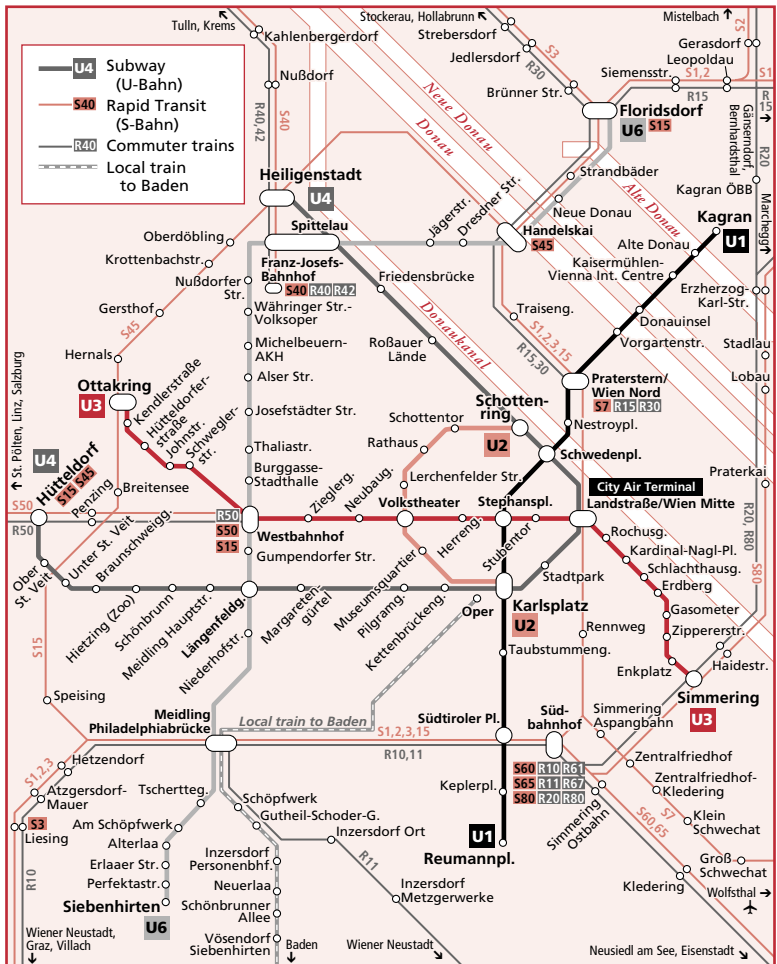 Tulln, Krems
Kahlenbergerdorf
Nußdorf
R40,42
S40
Stockerau, Hollabrunn
Strebersdorf
Jedlersdorf
S3
R30
Brünner Str.
Mistelbach
S2
Gerasdorf
Leopoldau
Siemensstr.
S1,2
S1
R15
R
15
Gänserndorf,
Bernhardsthal
R20
Marchegg
U4
Subway
(U-Bahn)
S40
Rapid Transit
(S-Bahn)
R40
Commuter trains
Local train
to Baden
Neue Donau
Donau
Alte Donau
Donaukanal
Floridsdorf
U6
S15
Strandbäder
Neue Donau
Kagran ÖBB
Kagran
U1
Alte Donau
Kaisermühlen-
Vienna Int. Centre
Donauinsel
Vorgartenstr.
Erzherzog-
Karl-Str.
Stadlau
Lobau
Praterkai
R20, R80
S80
Heiligenstadt
U4
Spittelau
Jägerstr.
Dresdner Str.
Handelskai
S45
Traiseng.
S1,2,3,15
R15,30
Oberdöbling
Krottenbachstr.
Gersthof
S45
Hernals
Franz-Josefs-
Bahnhof
S40
R40
R42
Nußdorfer
Str.
Friedensbrücke
Währinger Str.-
Volksoper
Michelbeuern-
AKH
Roßauer
Lände
Alser Str.
Josefstädter Str.
Thaliastr.
Burggasse-
Stadthalle
Praterstern/
Wien Nord
S7
R15
R30
Nestroypl.
Schwedenpl.
Schotten-
ring
U2
Schottentor
Rathaus
Lerchenfelder Str.
Ottakring
U3
Kendlerstraße
Hütteldorfer-
straße
Johnstr.
Schwegler-
str.
St. Pölten, Linz, Salzburg
U4
Hütteldorf
S15 S45
S50
R50
Penzing
Breitensee
R50
S50
S15
Westbahnhof
Zieglerg.
Neubaug.
Volkstheater
Herreng.
Stephanspl.
Stubentor
City Air Terminal
Landstraße/Wien Mitte
Rochusg.
Kardinal-Nagl-Pl.
Schlachthausg.
Erdberg
Gasometer
Zippererstr.
Enkplatz
Haidestr.
Simmering
U3
Gumpendorfer Str.
Ober
St. Veit
Unter St. Veit
Braunschweigg.
Hietzing (Zoo)
Schönbrunn
Meidling Hauptstr.
Längenfeldg.
Margareten-
gürtel
Museumsquartier
Pilgramg.
Kettenbrückeng.
Oper
Karlsplatz
U2
Stadtpark
Rennweg
Taubstummeng.
Niederhofstr.
S15
Speising
Meidling
Philadelphiabrücke
Local train to Baden
S1,2,3,15
R10,11
Südtiroler Pl.
Süd-
bahnhof
S60
R10
R61
S65
R11
R67
S80
R20
R80
Simmering
Aspangbahn
Zentralfriedhof
Zentralfriedhof-
Kledering
Klein
Schwechat
S7
Groß
Schwechat
Wolfsthal
Simmering
Ostbahn
S60,65
Kledering
Keplerpl.
U1
Reumannpl.
Hetzendorf
S1,2,3
Atzgersdorf-
Mauer
S3
Liesing
R10
Tschertteg.
Am Schöpfwerk
Alterlaa
Erlaaer Str.
Perfektastr.
Siebenhirten
U6
Schöpfwerk
Gutheil-Schoder-G.
Inzersdorf Ort
Inzersdorf
Personenbhf.
R11
Neuerlaa
Inzersdorf
Metzgerwerke
Schönbrunner
Allee
Vösendorf
Siebenhirten
Wiener Neustadt,
Graz, Villach
Baden
Wiener Neustadt
Neusiedl am See, Eisenstadt